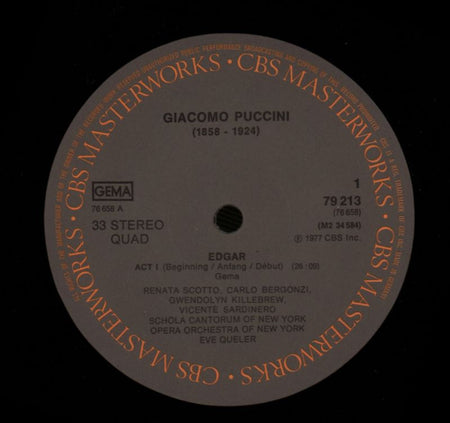 CBS MASTERWORKS · CBS MASTERWORKS · CBS MASTERWORKS · CBS MASTERWORKS ·
GIACOMO PUCCINI
(1858 - 1924)
GEMA
76 658 A
33 STEREO
QUAD
1
79 213
(76 658)
(M2 34 584)
℗ 1977 CBS Inc.
EDGAR
ACT I (Beginning / Anfang / Début) (26:09)
Gema
RENATA SCOTTO, CARLO BERGONZI,
GWENDOLYN KILLEBREW,
VICENTE SARDINERO
SCHOLA CANTORUM OF NEW YORK
OPERA ORCHESTRA OF NEW YORK
EVE QUELER